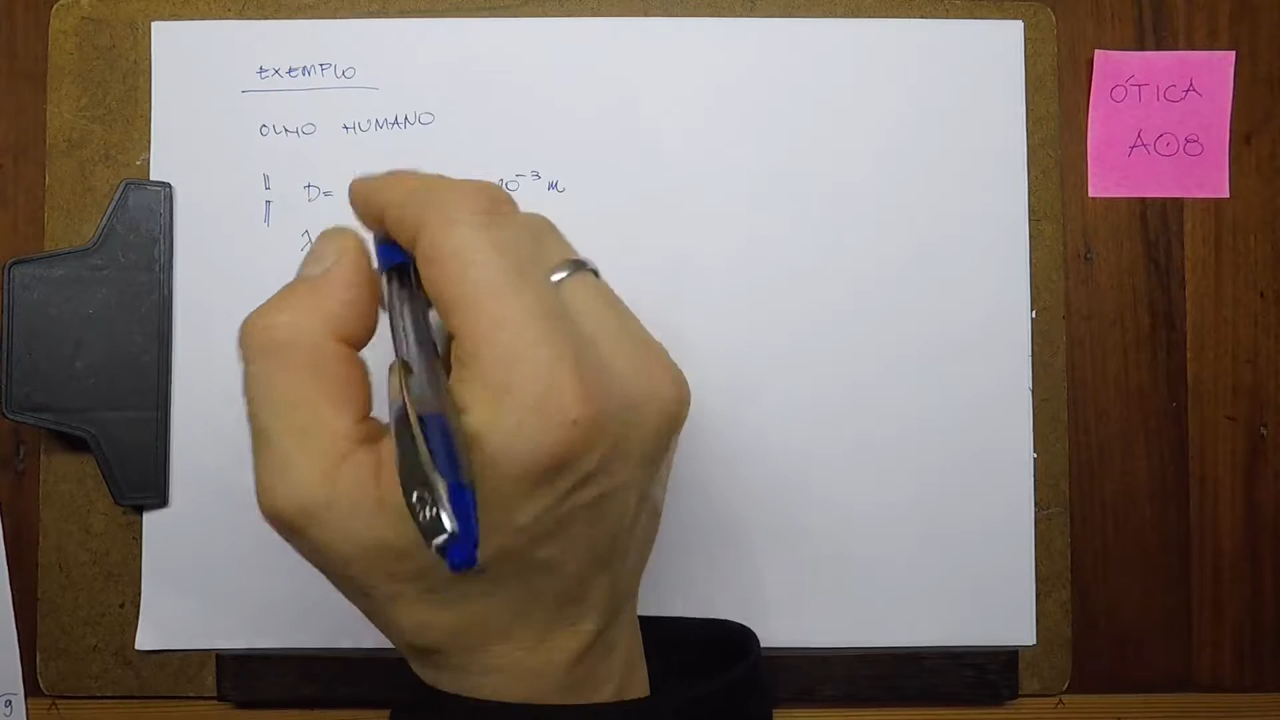 EXEMPLO
OLHO HUMANO
D= 10⁻³ m
λ
ÓTICA
A08
g